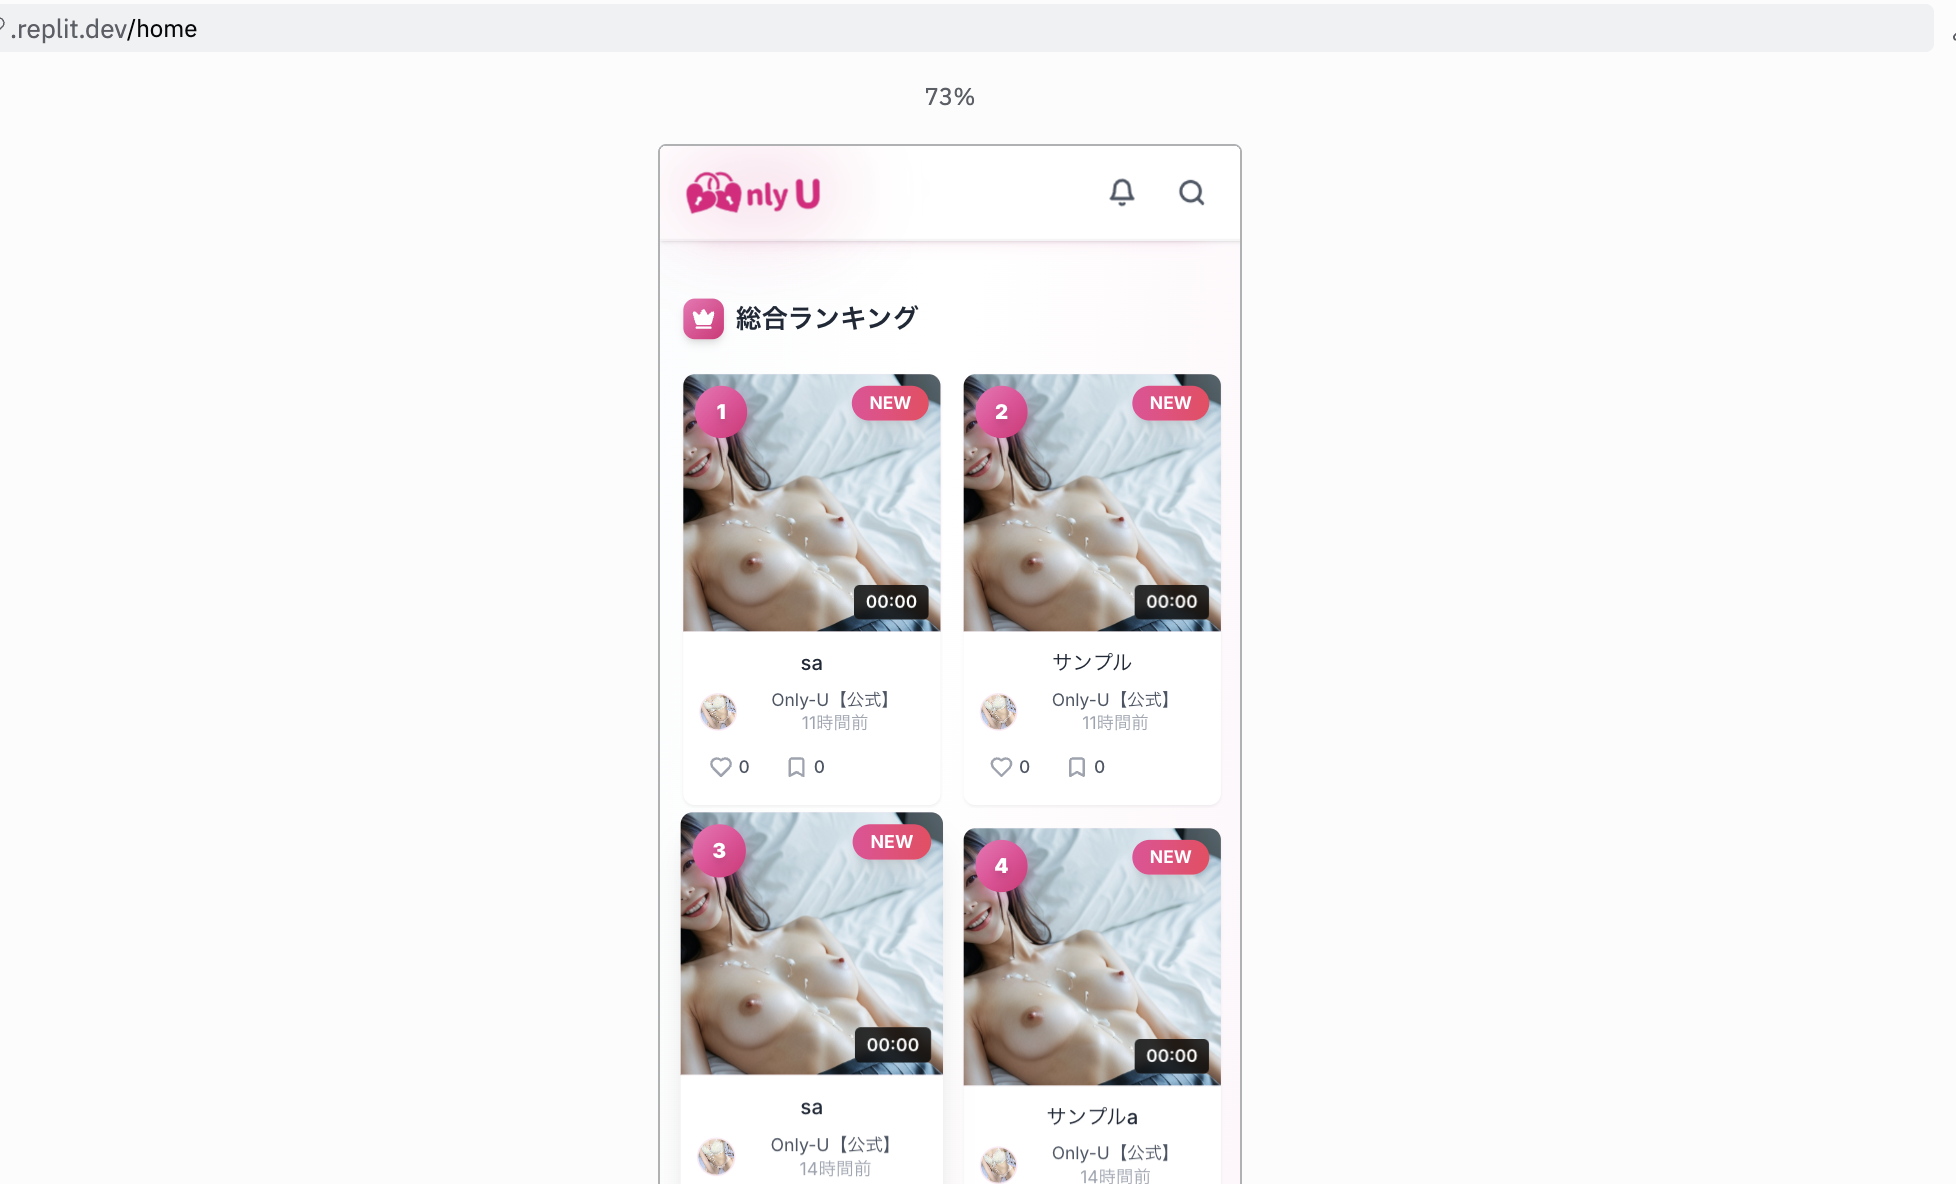 .replit.dev/home
73%
nly U
総合ランキング
1
NEW
2
NEW
00:00
00:00
sa
サンプル
Only-U【公式】
11時間前
Only-U【公式】
11時間前
0
0
0
0
3
NEW
4
NEW
00:00
00:00
sa
サンプルa
Only-U【公式】
14時間前
Only-U【公式】
14時間前